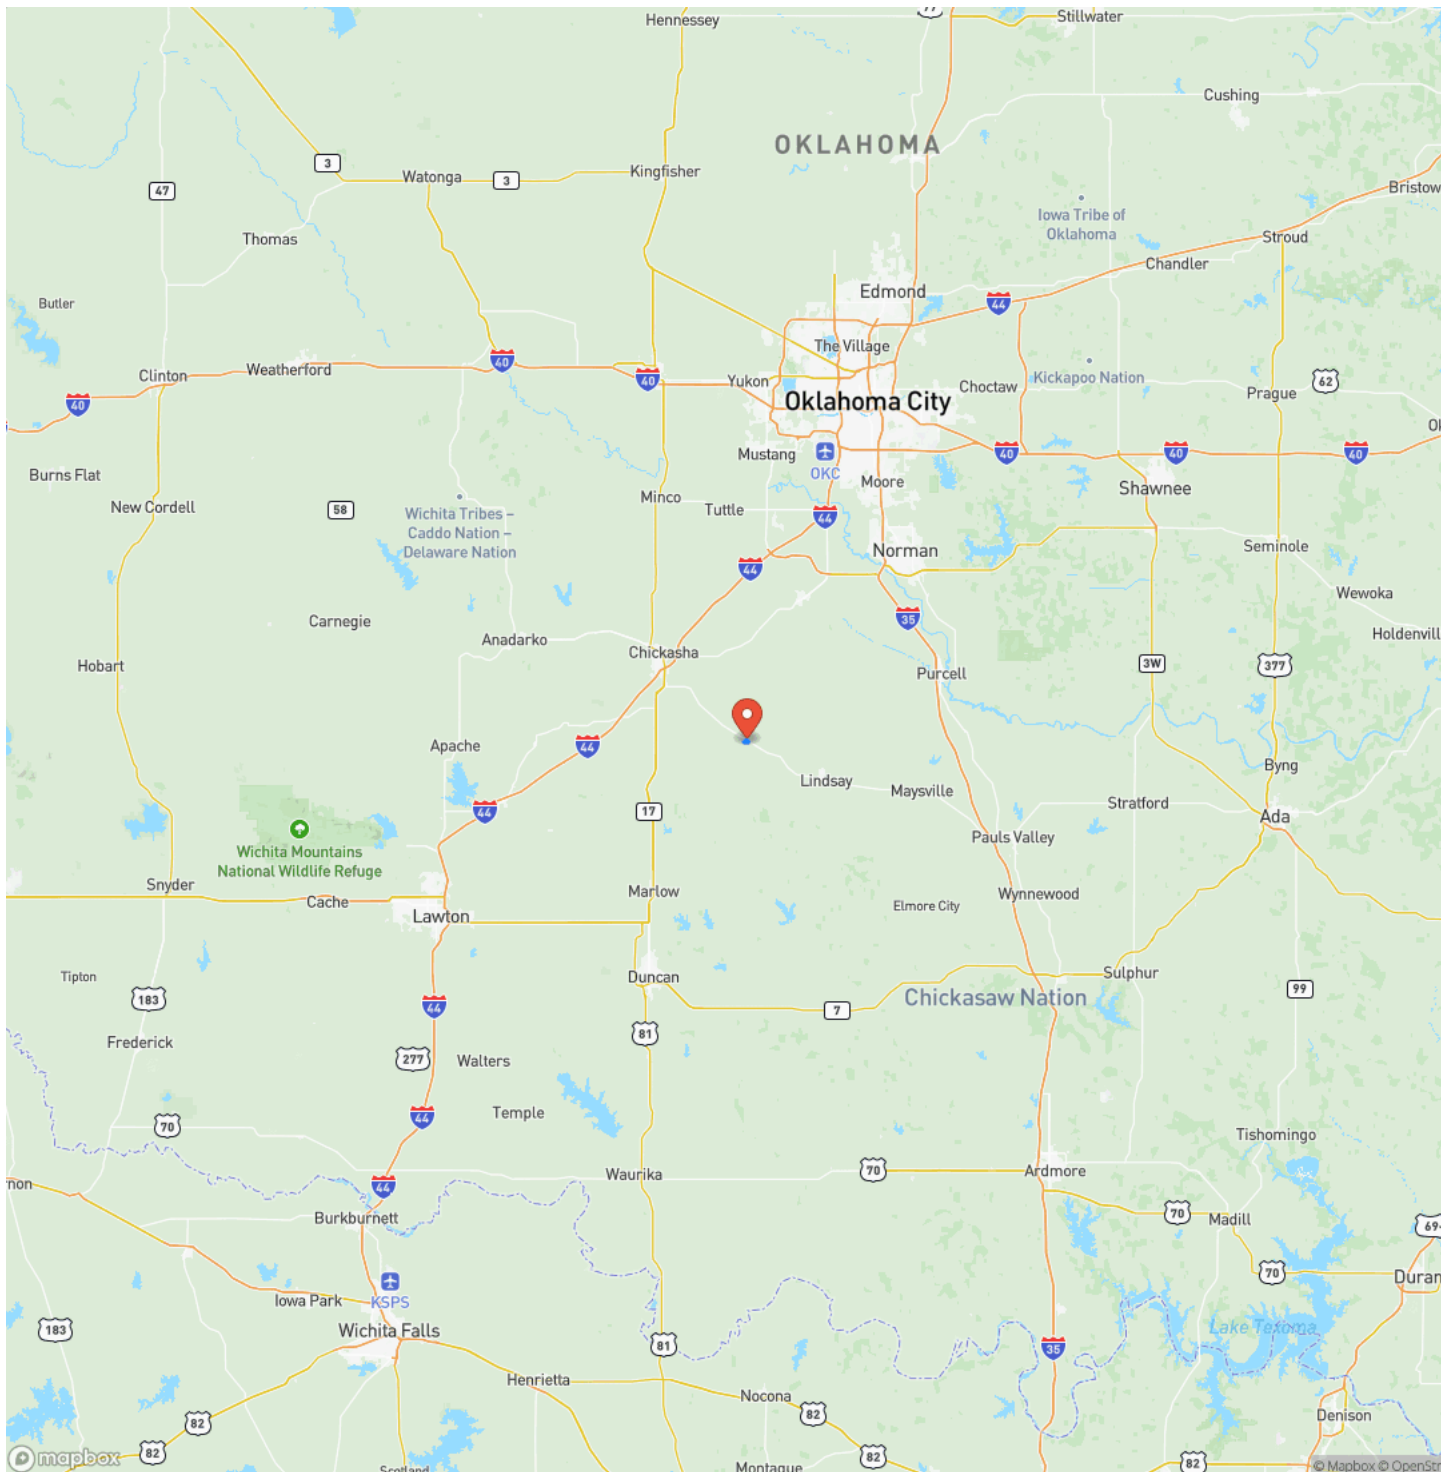 Hennessey
77
Stillwater
Cushing
OKLAHOMA
3
Watonga
3
Kingfisher
47
Bristow
Iowa Tribe of
Oklahoma
Thomas
Stroud
Chandler
Butler
Edmond
44
The Village
40
Weatherford
Clinton
40
Yukon
Kickapoo Nation
62
Choctaw
Prague
40
Oklahoma City
Mustang
OKC
40
40
40
Burns Flat
Moore
Shawnee
New Cordell
58
Minco
Tuttle
44
Wichita Tribes –
Caddo Nation –
Delaware Nation
Norman
Seminole
44
Wewoka
Carnegie
35
Holdenvill
Anadarko
Chickasha
Hobart
Purcell
3W
377
Apache
44
Byng
Lindsay
Maysville
Stratford
44
17
Ada
Pauls Valley
Wichita Mountains
National Wildlife Refuge
Snyder
Marlow
Wynnewood
Cache
Elmore City
Lawton
Tipton
Duncan
Sulphur
183
Chickasaw Nation
99
44
7
81
Frederick
277
Walters
Temple
44
70
Tishomingo
Waurika
70
Ardmore
non
44
Burkburnett
70
Madill
69
70
Duran
KSPS
Iowa Park
183
Wichita Falls
Lake Texoma
81
35
Henrietta
Nocona
82
82
Denison
82
mapbox
82
82
Scotland
Montague
© Mapbox © OpenStr